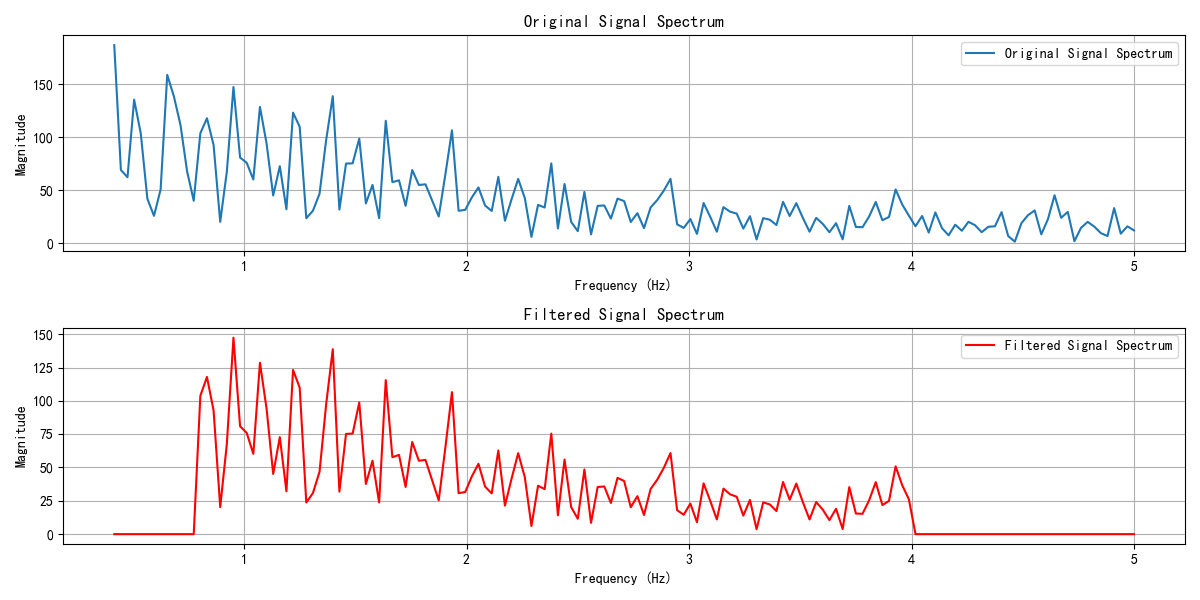 Original Signal Spectrum
Original Signal Spectrum
Magnitude
150
100
50
0
1
2
3
4
5
Frequency (Hz)
Filtered Signal Spectrum
Filtered Signal Spectrum
Magnitude
150
125
100
75
50
25
0
1
2
3
4
5
Frequency (Hz)